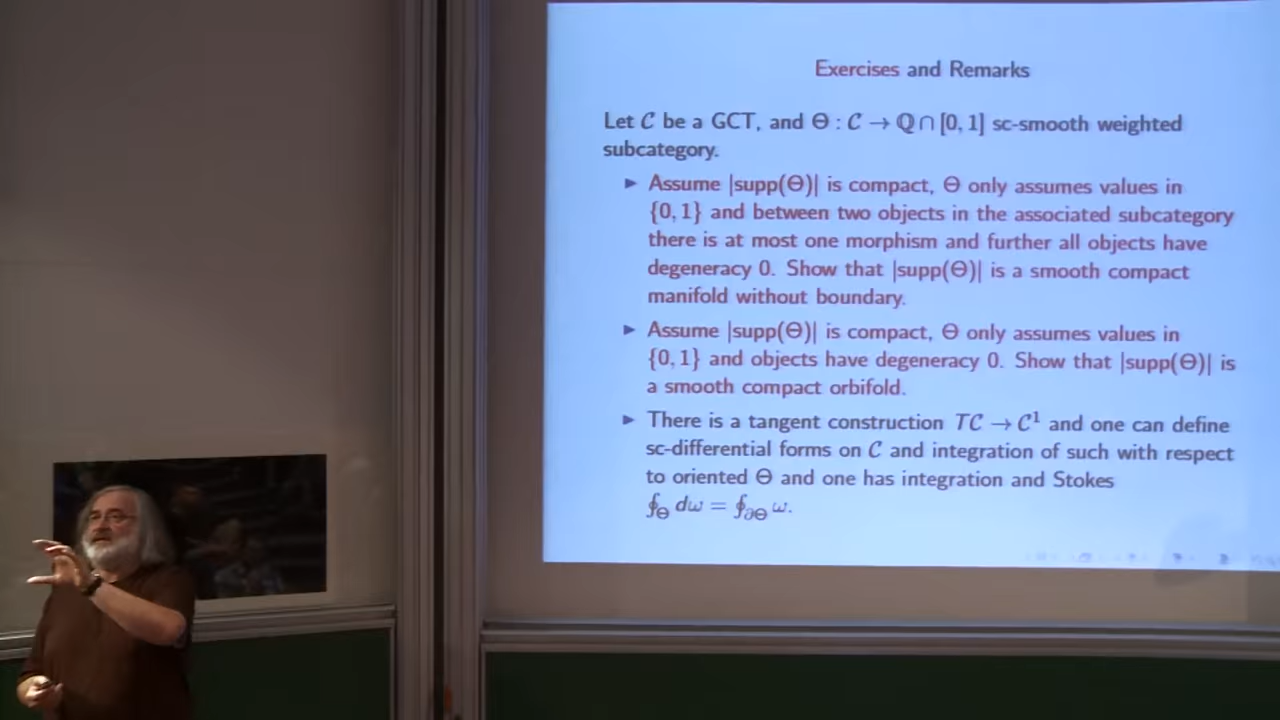 Exercises and Remarks
Let 𝒞 be a GCT, and Θ : 𝒞 → ℚ ∩ [0, 1] sc-smooth weighted
subcategory.
▶ Assume |supp(Θ)| is compact, Θ only assumes values in
{0, 1} and between two objects in the associated subcategory
there is at most one morphism and further all objects have
degeneracy 0. Show that |supp(Θ)| is a smooth compact
manifold without boundary.
▶ Assume |supp(Θ)| is compact, Θ only assumes values in
{0, 1} and objects have degeneracy 0. Show that |supp(Θ)| is
a smooth compact orbifold.
▶ There is a tangent construction T𝒞 → 𝒞¹ and one can define
sc-differential forms on 𝒞 and integration of such with respect
to oriented Θ and one has integration and Stokes
∮_Θ dω = ∮_∂Θ ω.